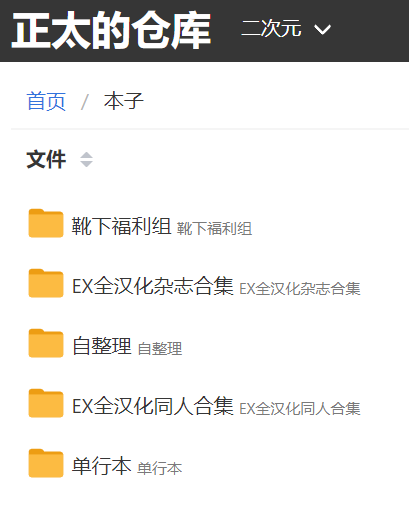 正太的仓库 二次元
首页 / 本子
文件
靴下福利组 靴下福利组
EX全汉化杂志合集 EX全汉化杂志合集
自整理 自整理
EX全汉化同人合集 EX全汉化同人合集
单行本 单行本